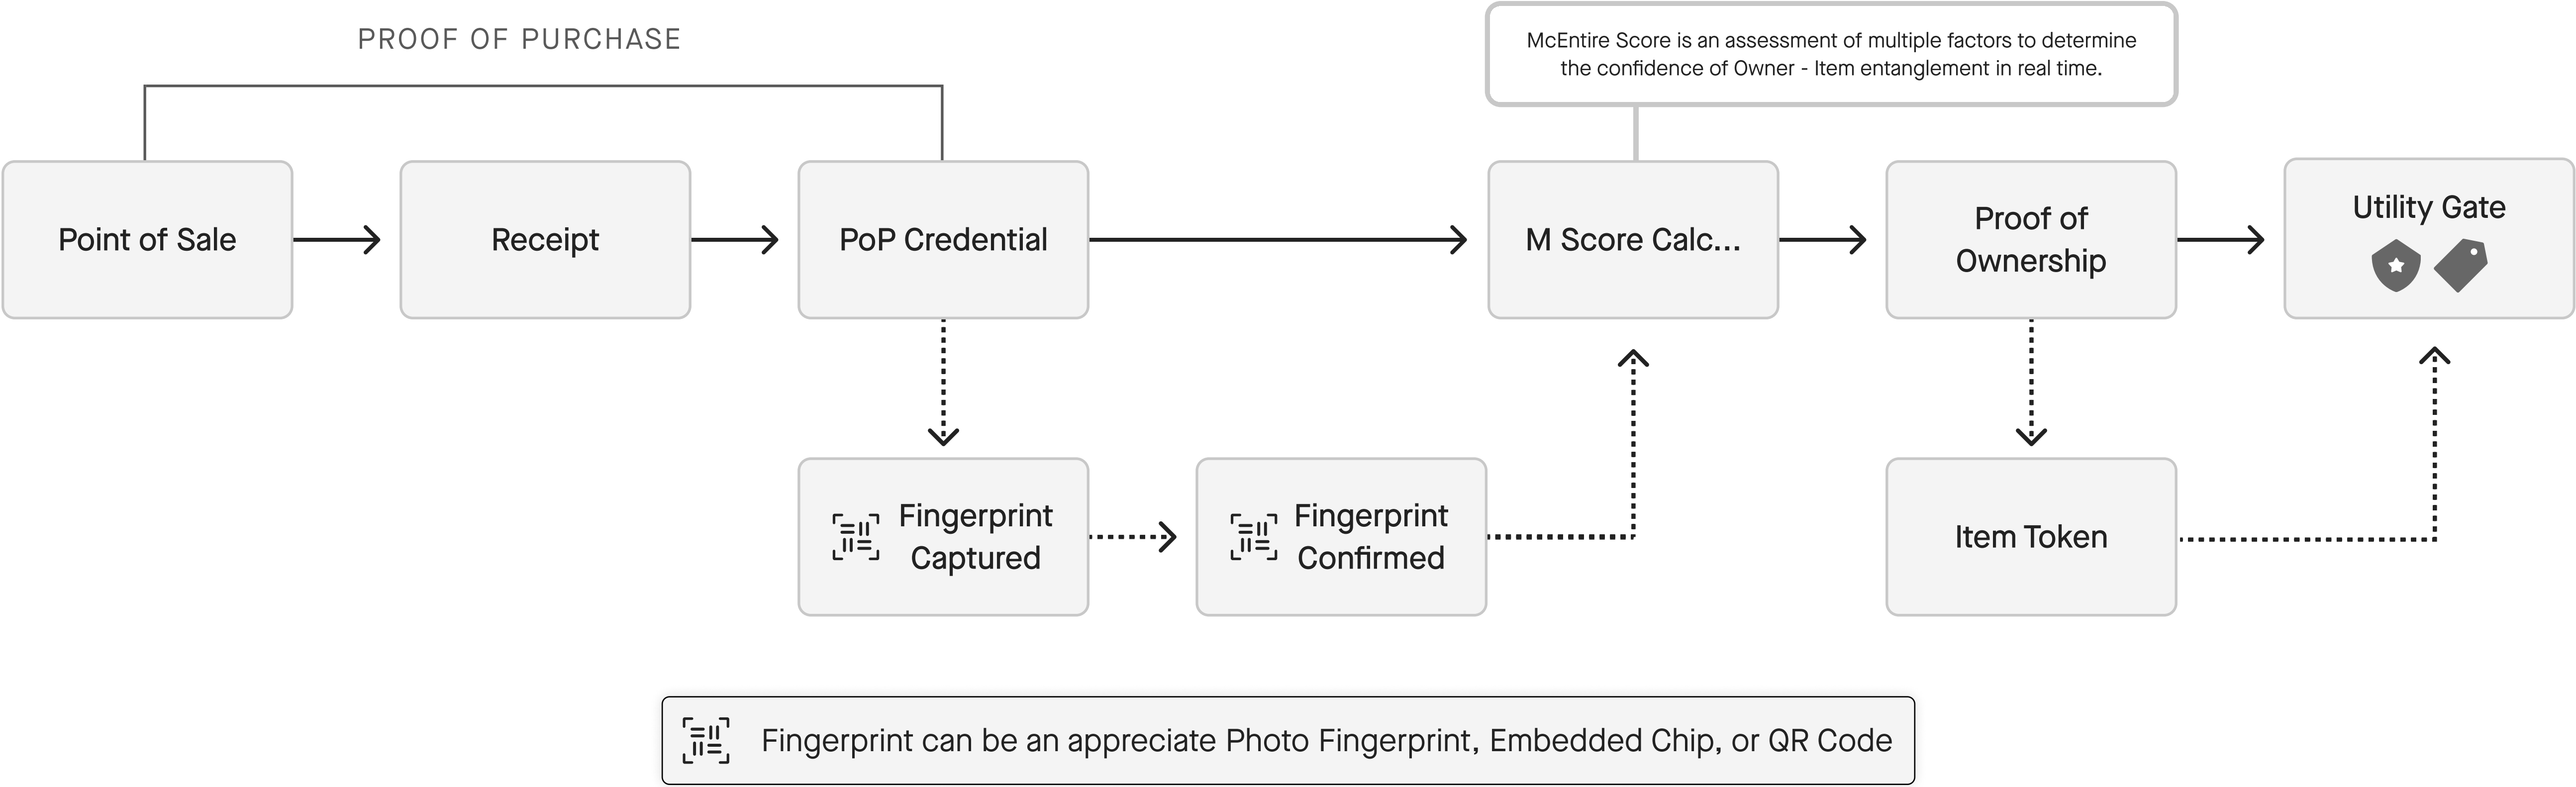 PROOF OF PURCHASE
McEntire Score is an assessment of multiple factors to determine
the confidence of Owner - Item entanglement in real time.
Point of Sale
Receipt
PoP Credential
M Score Calc...
Proof of
Ownership
Utility Gate
Fingerprint
Captured
Fingerprint
Confirmed
Item Token
Fingerprint can be an appreciate Photo Fingerprint, Embedded Chip, or QR Code